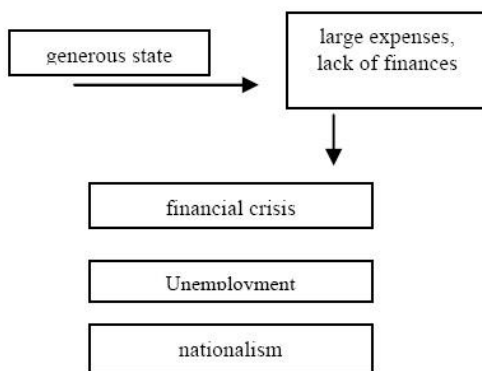 generous state
large expenses,
lack of finances
financial crisis
Unemployment
nationalism